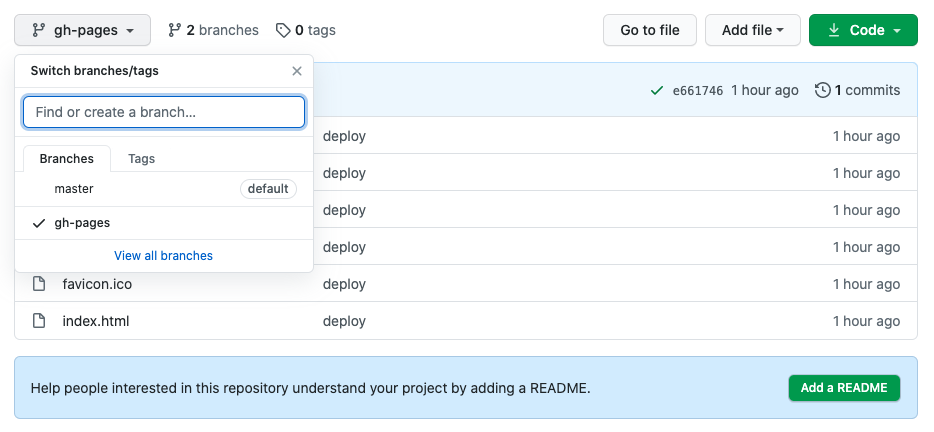 gh-pages 2 branches 0 tags Go to file Add file Code
Switch branches/tags
e661746 1 hour ago 1 commits
Find or create a branch...
deploy 1 hour ago
Branches Tags
deploy 1 hour ago
master default
deploy 1 hour ago
gh-pages
deploy 1 hour ago
View all branches
favicon.ico deploy 1 hour ago
index.html deploy 1 hour ago
Help people interested in this repository understand your project by adding a README. Add a README